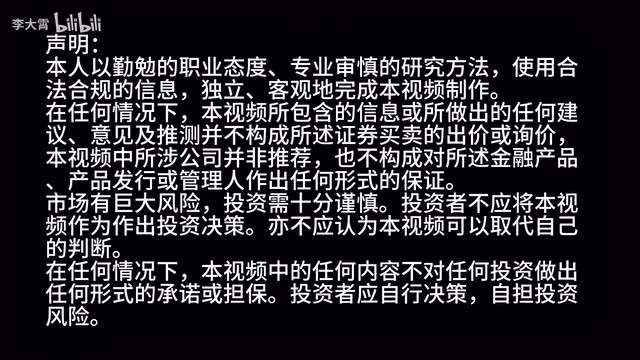 李大霄 bilibili
声明：
本人以勤勉的职业态度、专业审慎的研究方法，使用合
法合规的信息，独立、客观地完成本视频制作。
在任何情况下，本视频所包含的信息或所做出的任何建
议、意见及推测并不构成所述证券买卖的出价或询价，
本视频中所涉公司并非推荐，也不构成对所述金融产品
、产品发行或管理人作出任何形式的保证。
市场有巨大风险，投资需十分谨慎。投资者不应将本视
频作为作出投资决策。亦不应认为本视频可以取代自己
的判断。
在任何情况下，本视频中的任何内容不对任何投资做出
任何形式的承诺或担保。投资者应自行决策，自担投资
风险。